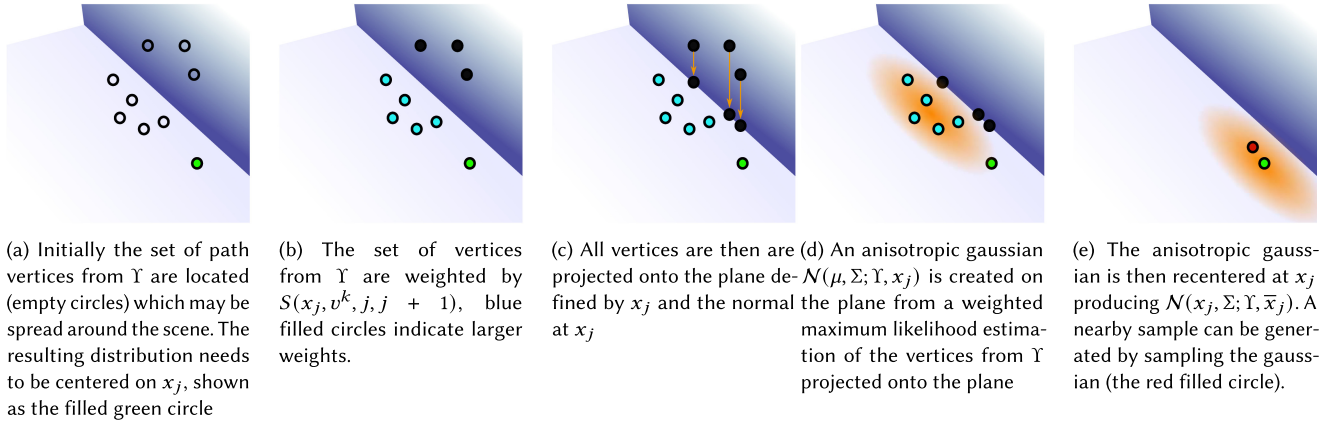 (a) Initially the set of path
vertices from ϒ are located
(empty circles) which may be
spread around the scene. The
resulting distribution needs
to be centered on x_j, shown
as the filled green circle
(b) The set of vertices
from ϒ are weighted by
S(x_j, v^k, j, j + 1), blue
filled circles indicate larger
weights.
(c) All vertices are then are
projected onto the plane de-
fined by x_j and the normal
at x_j
(d) An anisotropic gaussian
N(μ, Σ; ϒ, x_j) is created on
the plane from a weighted
maximum likelihood estima-
tion of the vertices from ϒ
projected onto the plane
(e) The anisotropic gauss-
ian is then recentered at x_j
producing N(x_j, Σ; ϒ, x̅_j). A
nearby sample can be gener-
ated by sampling the gauss-
ian (the red filled circle).